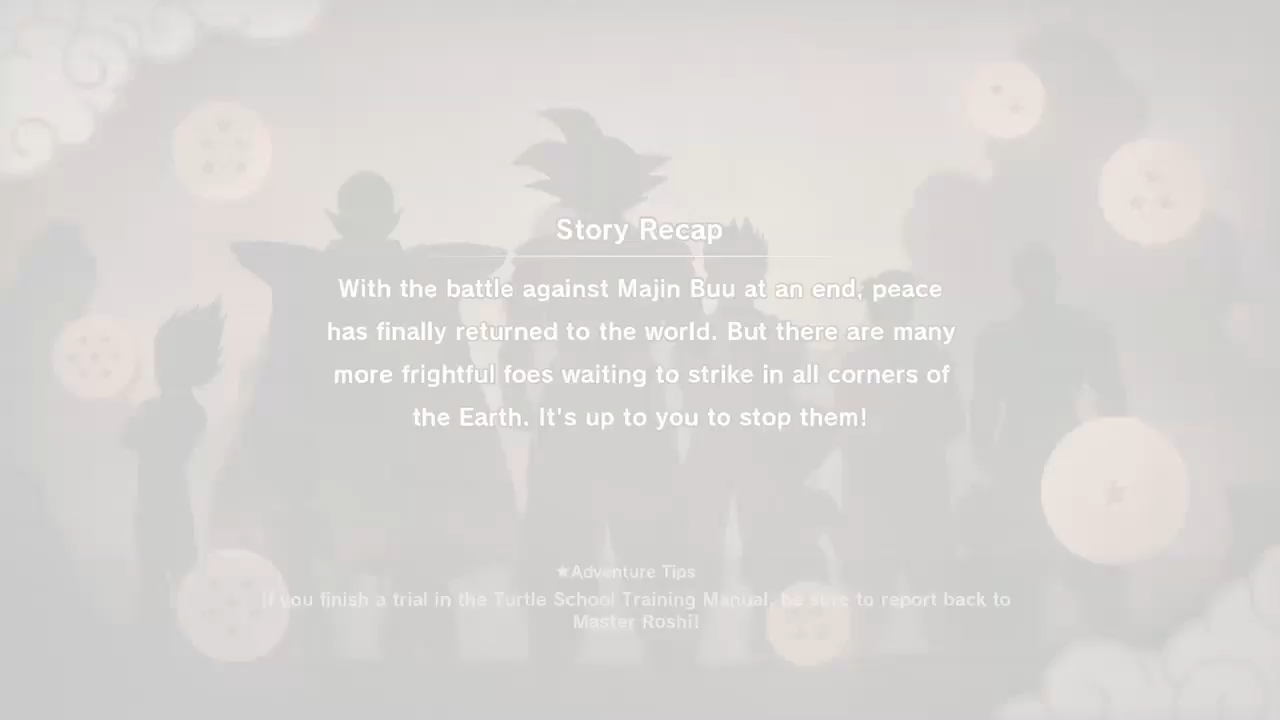 Story Recap
With the battle against Majin Buu at an end, peace
has finally returned to the world. But there are many
more frightful foes waiting to strike in all corners of
the Earth. It's up to you to stop them!
★Adventure Tips
If you finish a trial in the Turtle School Training Manual, be sure to report back to
Master Roshi!